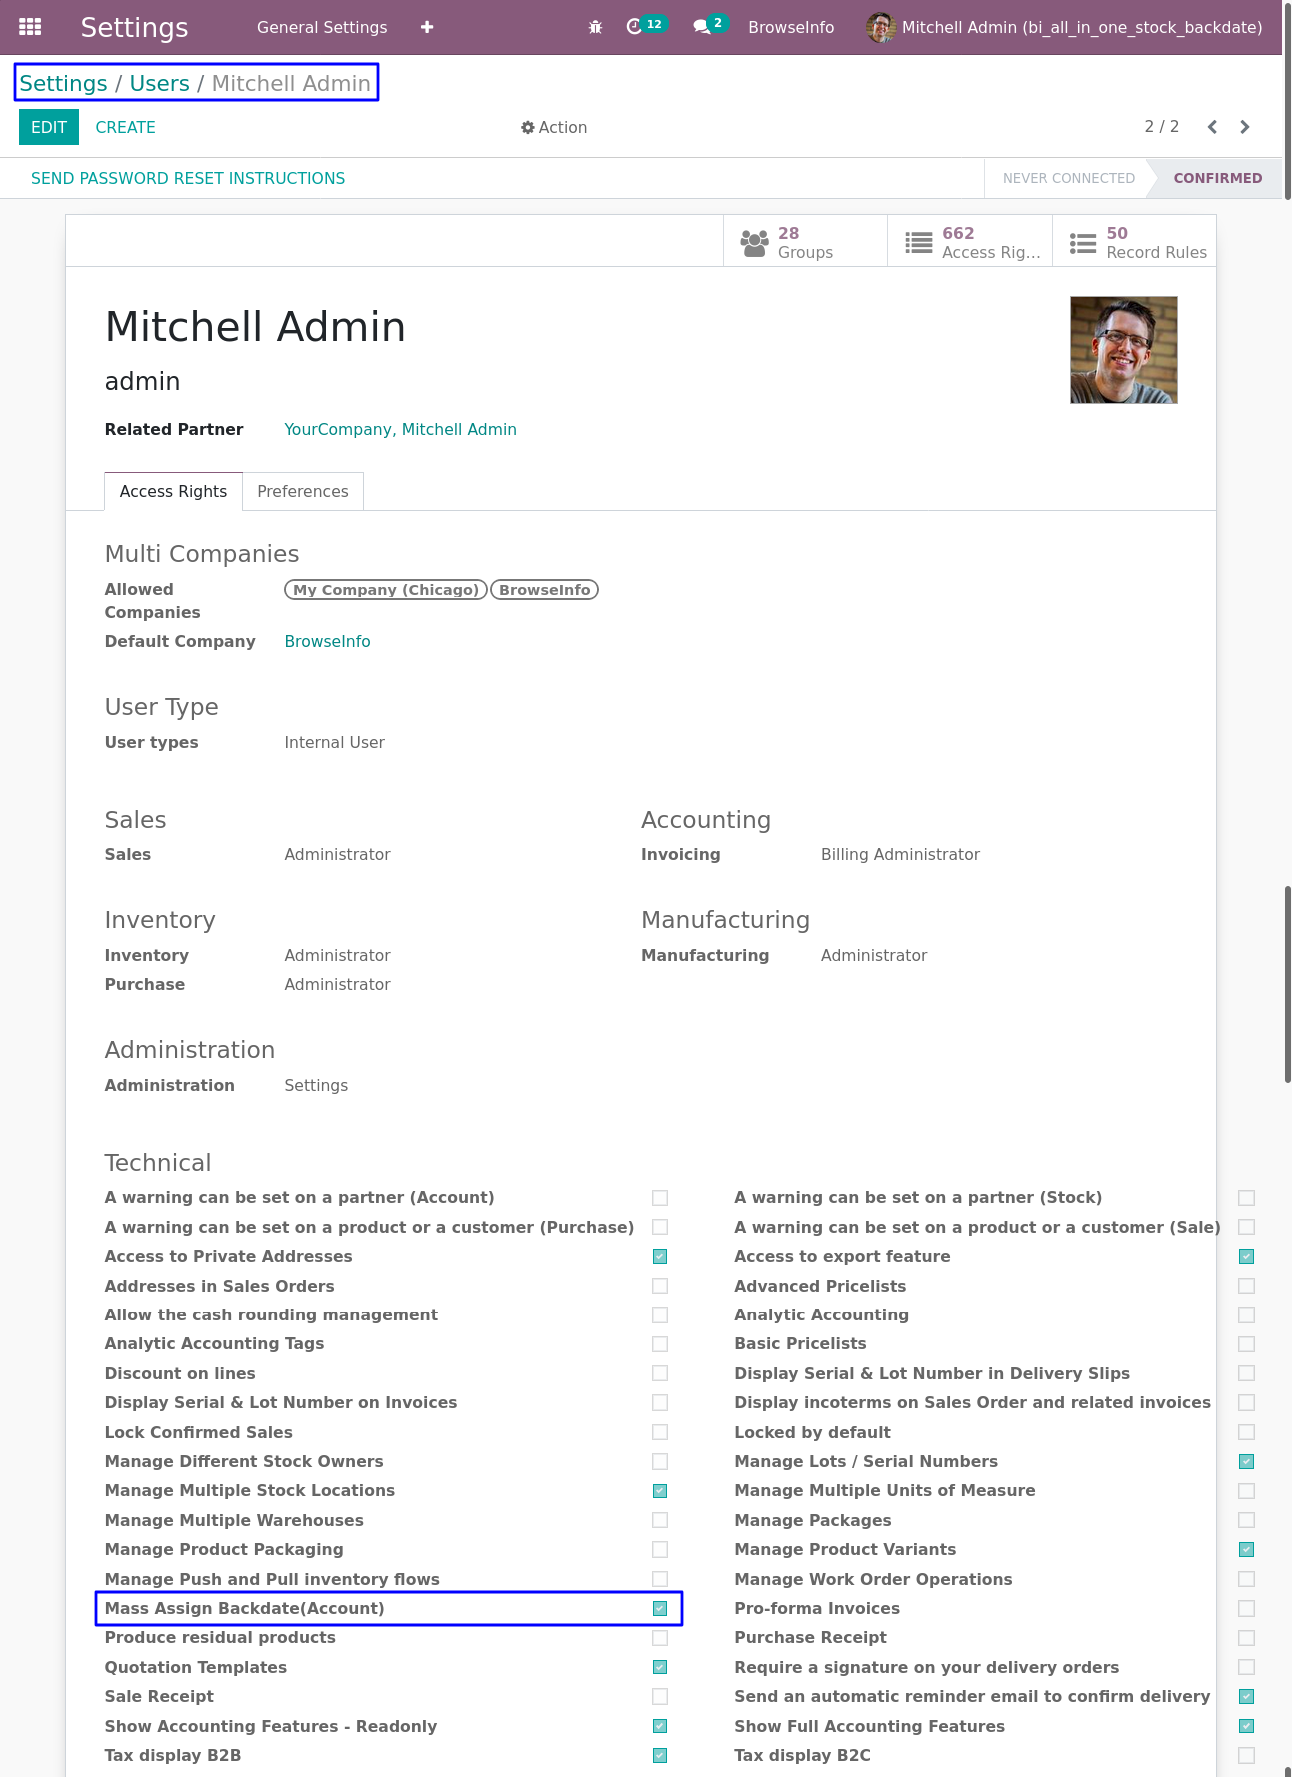 Settings General Settings 12 2 BrowseInfo Mitchell Admin (bi_all_in_one_stock_backdate)
Settings / Users / Mitchell Admin
EDIT CREATE Action 2 / 2
SEND PASSWORD RESET INSTRUCTIONS NEVER CONNECTED CONFIRMED
28 662 50
Groups Access Rig... Record Rules
Mitchell Admin
admin
Related Partner YourCompany, Mitchell Admin
Access Rights Preferences
Multi Companies
Allowed My Company (Chicago) BrowseInfo
Companies
Default Company BrowseInfo
User Type
User types Internal User
Sales Accounting
Sales Administrator Invoicing Billing Administrator
Inventory Manufacturing
Inventory Administrator Manufacturing Administrator
Purchase Administrator
Administration
Administration Settings
Technical
A warning can be set on a partner (Account) A warning can be set on a partner (Stock)
A warning can be set on a product or a customer (Purchase) A warning can be set on a product or a customer (Sale)
Access to Private Addresses Access to export feature
Addresses in Sales Orders Advanced Pricelists
Allow the cash rounding management Analytic Accounting
Analytic Accounting Tags Basic Pricelists
Discount on lines Display Serial & Lot Number in Delivery Slips
Display Serial & Lot Number on Invoices Display incoterms on Sales Order and related invoices
Lock Confirmed Sales Locked by default
Manage Different Stock Owners Manage Lots / Serial Numbers
Manage Multiple Stock Locations Manage Multiple Units of Measure
Manage Multiple Warehouses Manage Packages
Manage Product Packaging Manage Product Variants
Manage Push and Pull inventory flows Manage Work Order Operations
Mass Assign Backdate(Account) Pro-forma Invoices
Produce residual products Purchase Receipt
Quotation Templates Require a signature on your delivery orders
Sale Receipt Send an automatic reminder email to confirm delivery
Show Accounting Features - Readonly Show Full Accounting Features
Tax display B2B Tax display B2C